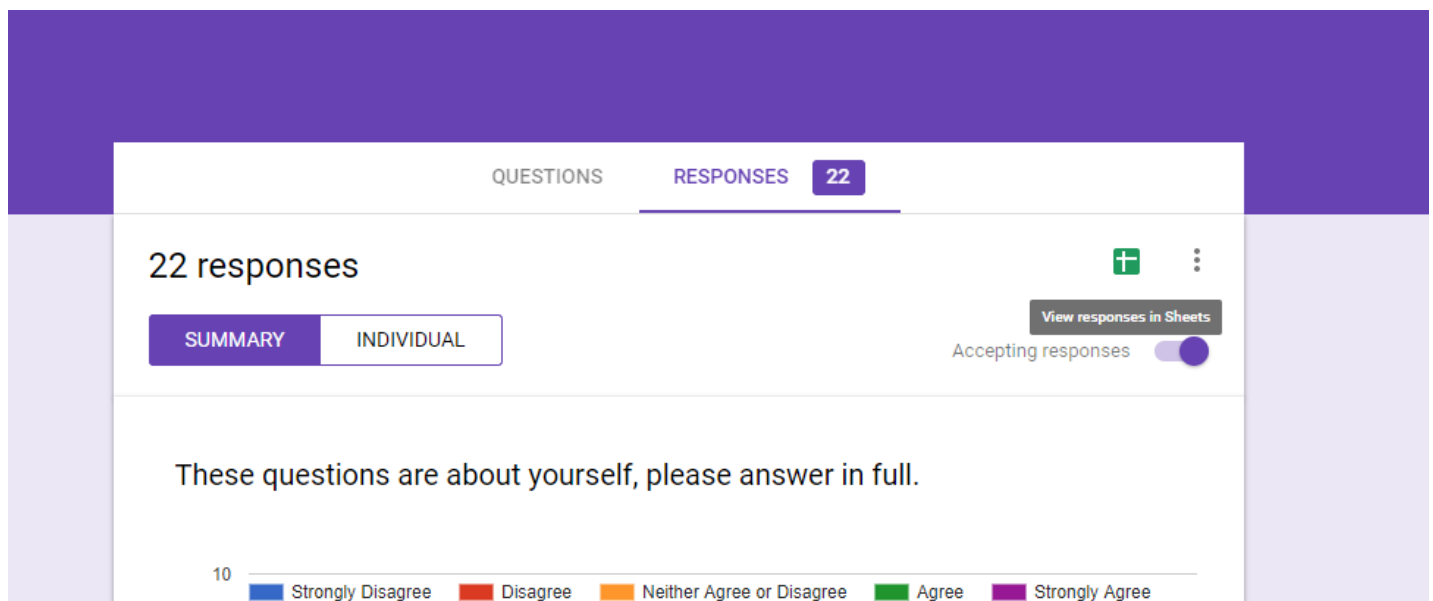 QUESTIONS RESPONSES 22
22 responses
View responses in Sheets
SUMMARY INDIVIDUAL
Accepting responses
These questions are about yourself, please answer in full.
10
Strongly Disagree Disagree Neither Agree or Disagree Agree Strongly Agree